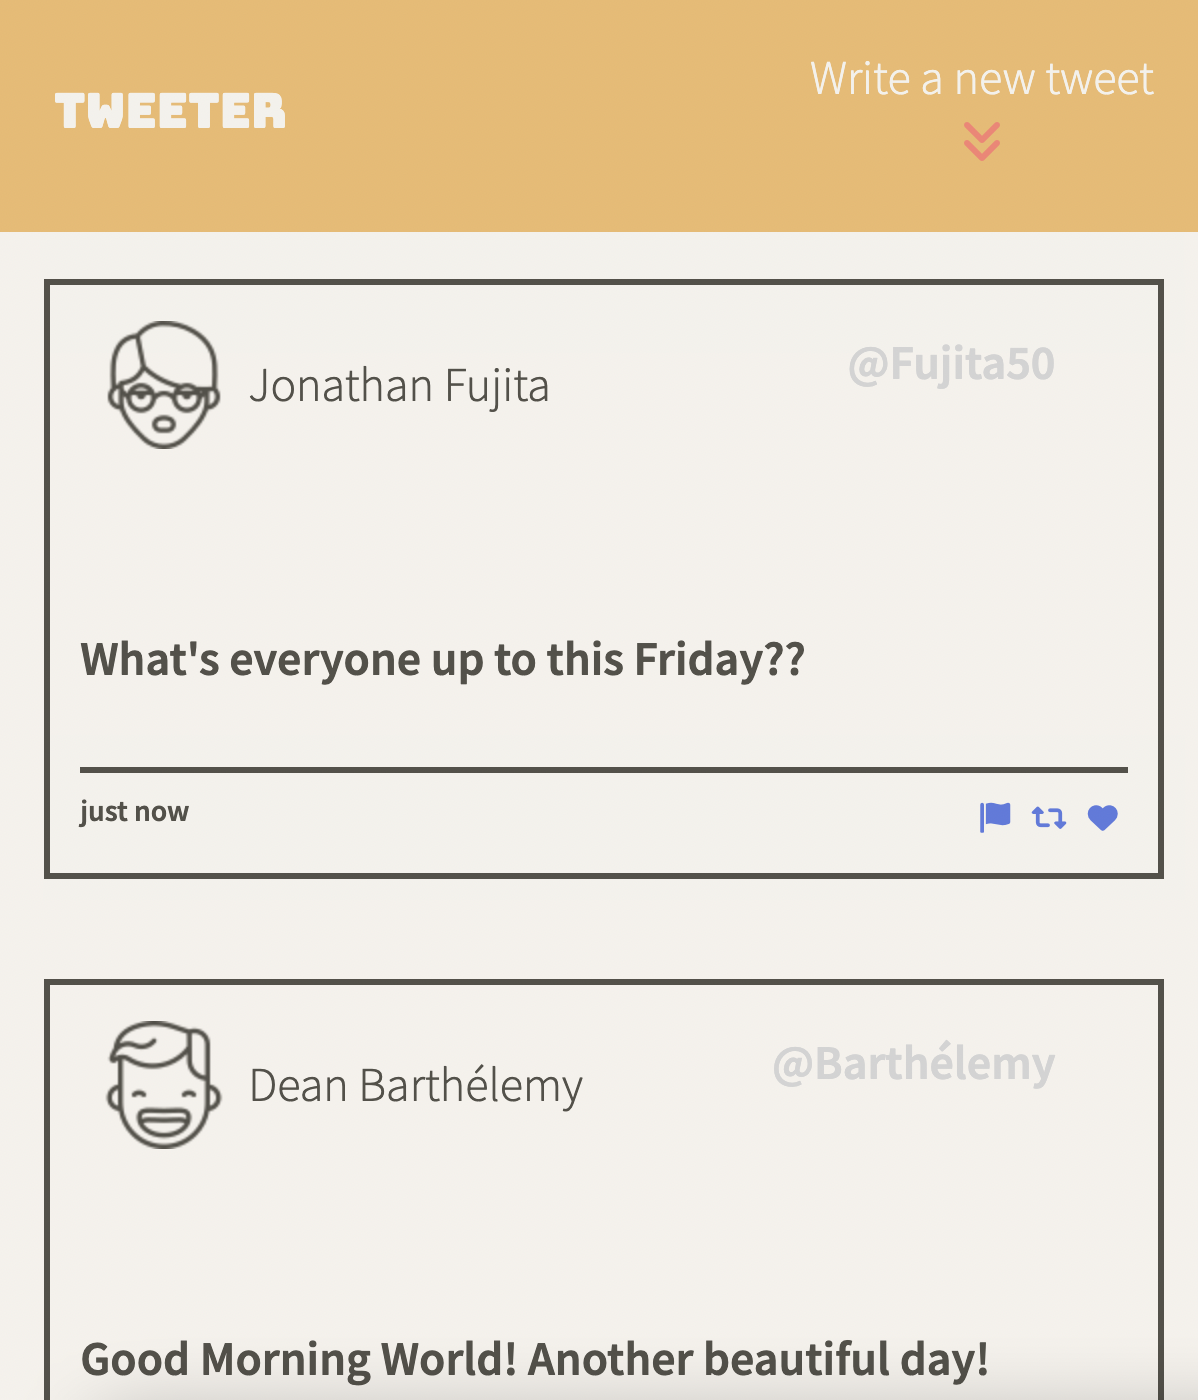 TWEETER
Write a new tweet
Jonathan Fujita
@Fujita50
What's everyone up to this Friday??
just now
Dean Barthélemy
@Barthélemy
Good Morning World! Another beautiful day!